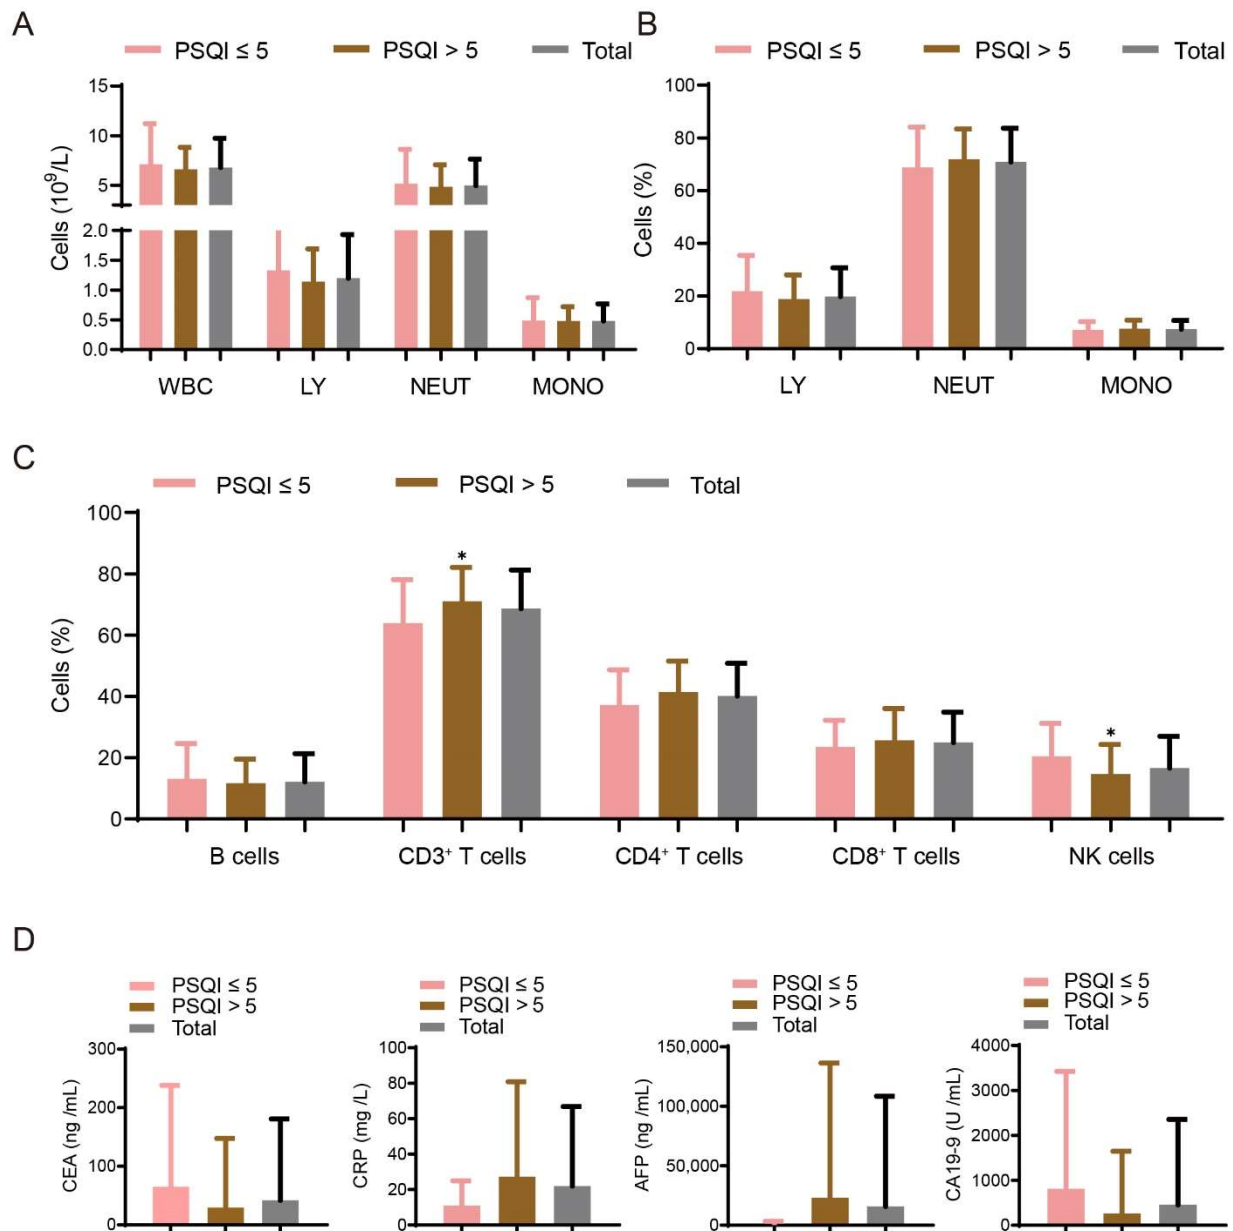 A
PSQI ≤ 5 PSQI > 5 Total
15
10
5
2.0
1.5
1.0
0.5
0.0
Cells (10⁹/L)
WBC LY NEUT MONO
B
PSQI ≤ 5 PSQI > 5 Total
100
80
60
40
20
0
Cells (%)
LY NEUT MONO
C
PSQI ≤ 5 PSQI > 5 Total
100
80
60
40
20
0
Cells (%)
*
*
B cells CD3⁺ T cells CD4⁺ T cells CD8⁺ T cells NK cells
D
PSQI ≤ 5
PSQI > 5
Total
300
200
100
0
CEA (ng /mL)
PSQI ≤ 5
PSQI > 5
Total
100
80
60
40
20
0
CRP (mg /L)
PSQI ≤ 5
PSQI > 5
Total
150,000
100,000
50,000
0
AFP (ng /mL)
PSQI ≤ 5
PSQI > 5
Total
4000
3000
2000
1000
0
CA19-9 (U /mL)